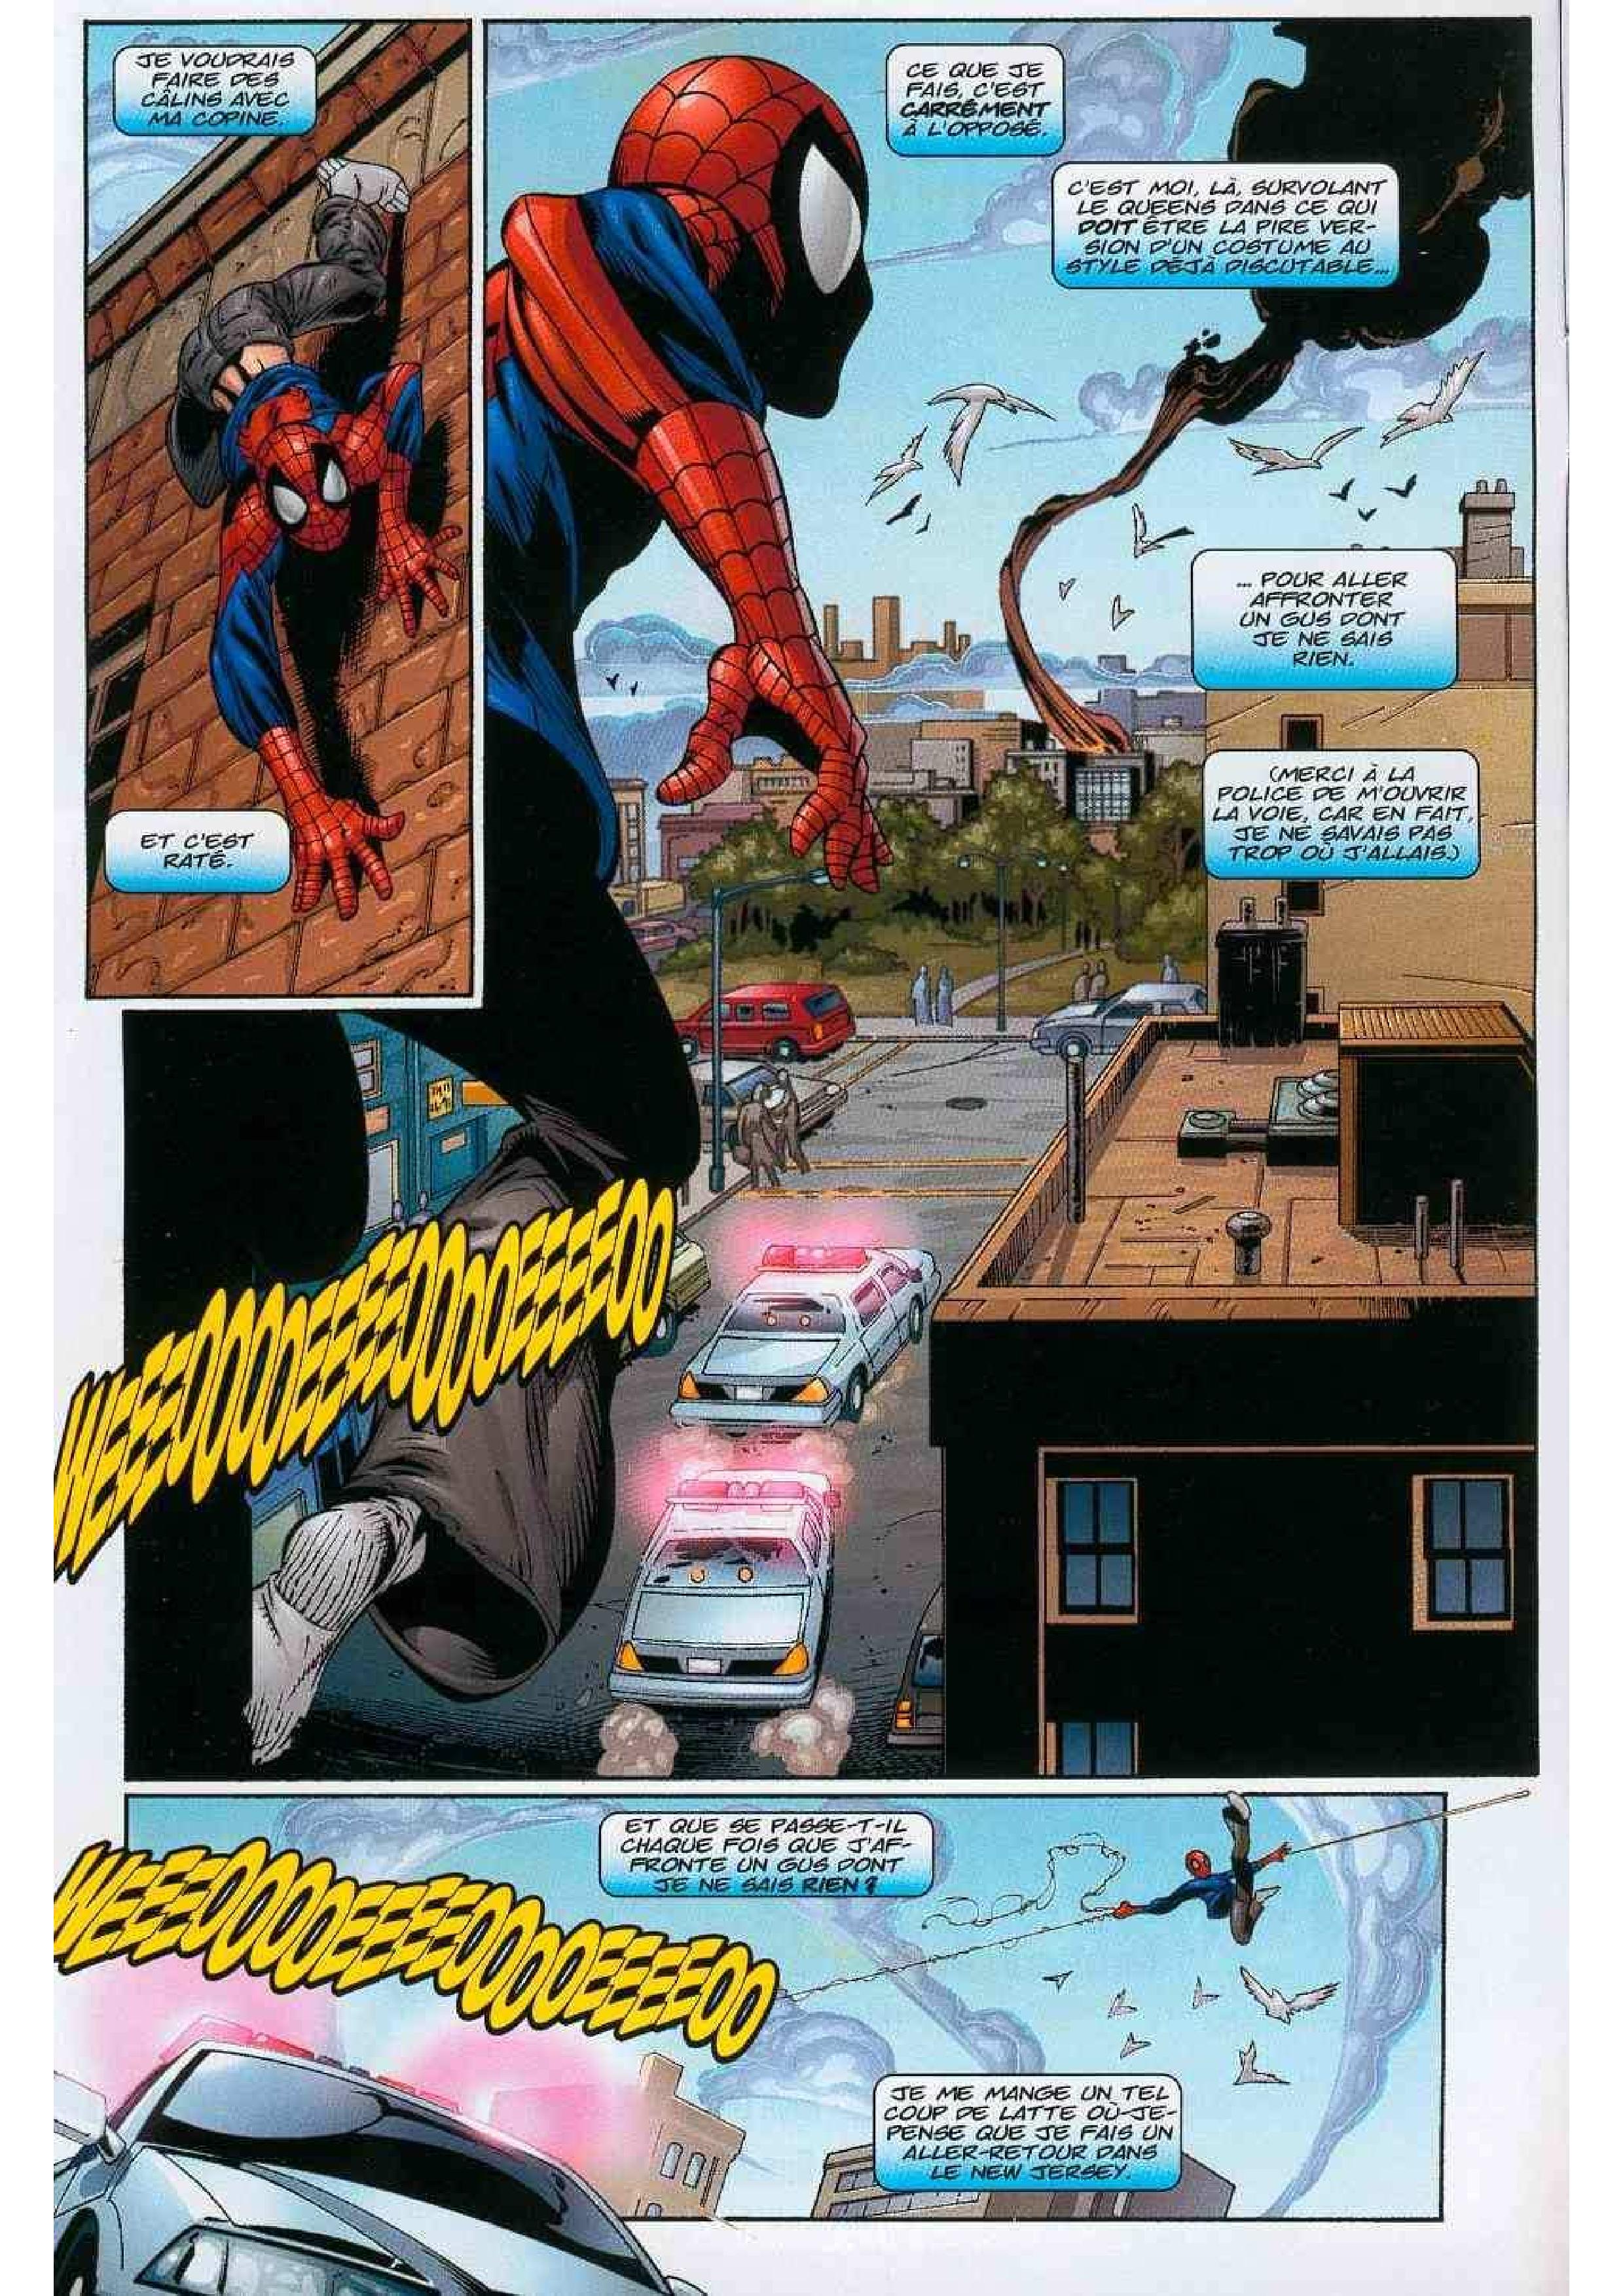 JE VOUDRAIS
FAIRE DES
CÂLINS AVEC
MA COPINE.
ET C'EST
RATÉ.
CE QUE JE
FAIS, C'EST
CARRÉMENT
À L'OPPOSÉ.
C'EST MOI, LÀ, SURVOLANT
LE QUEENS DANS CE QUI
DOIT ÊTRE LA PIRE VER-
SION D'UN COSTUME AU
STYLE DÉJÀ DISCUTABLE...
... POUR ALLER
AFFRONTER
UN GUS DONT
JE NE SAIS
RIEN.
(MERCI À LA
POLICE DE M'OUVRIR
LA VOIE, CAR EN FAIT,
JE NE SAVAIS PAS
TROP OÙ J'ALLAIS.)
WEEEOOOOEEEEEOOOOEEEEEOO
ET QUE SE PASSE-T-IL
CHAQUE FOIS QUE J'AF-
FRONTE UN GUS DONT
JE NE SAIS RIEN ?
WEEEOOOOEEEEEOOOOEEEEEOO
JE ME MANGE UN TEL
COUP DE LATTE OÙ-JE-
PENSE QUE JE FAIS UN
ALLER-RETOUR DANS
LE NEW JERSEY.